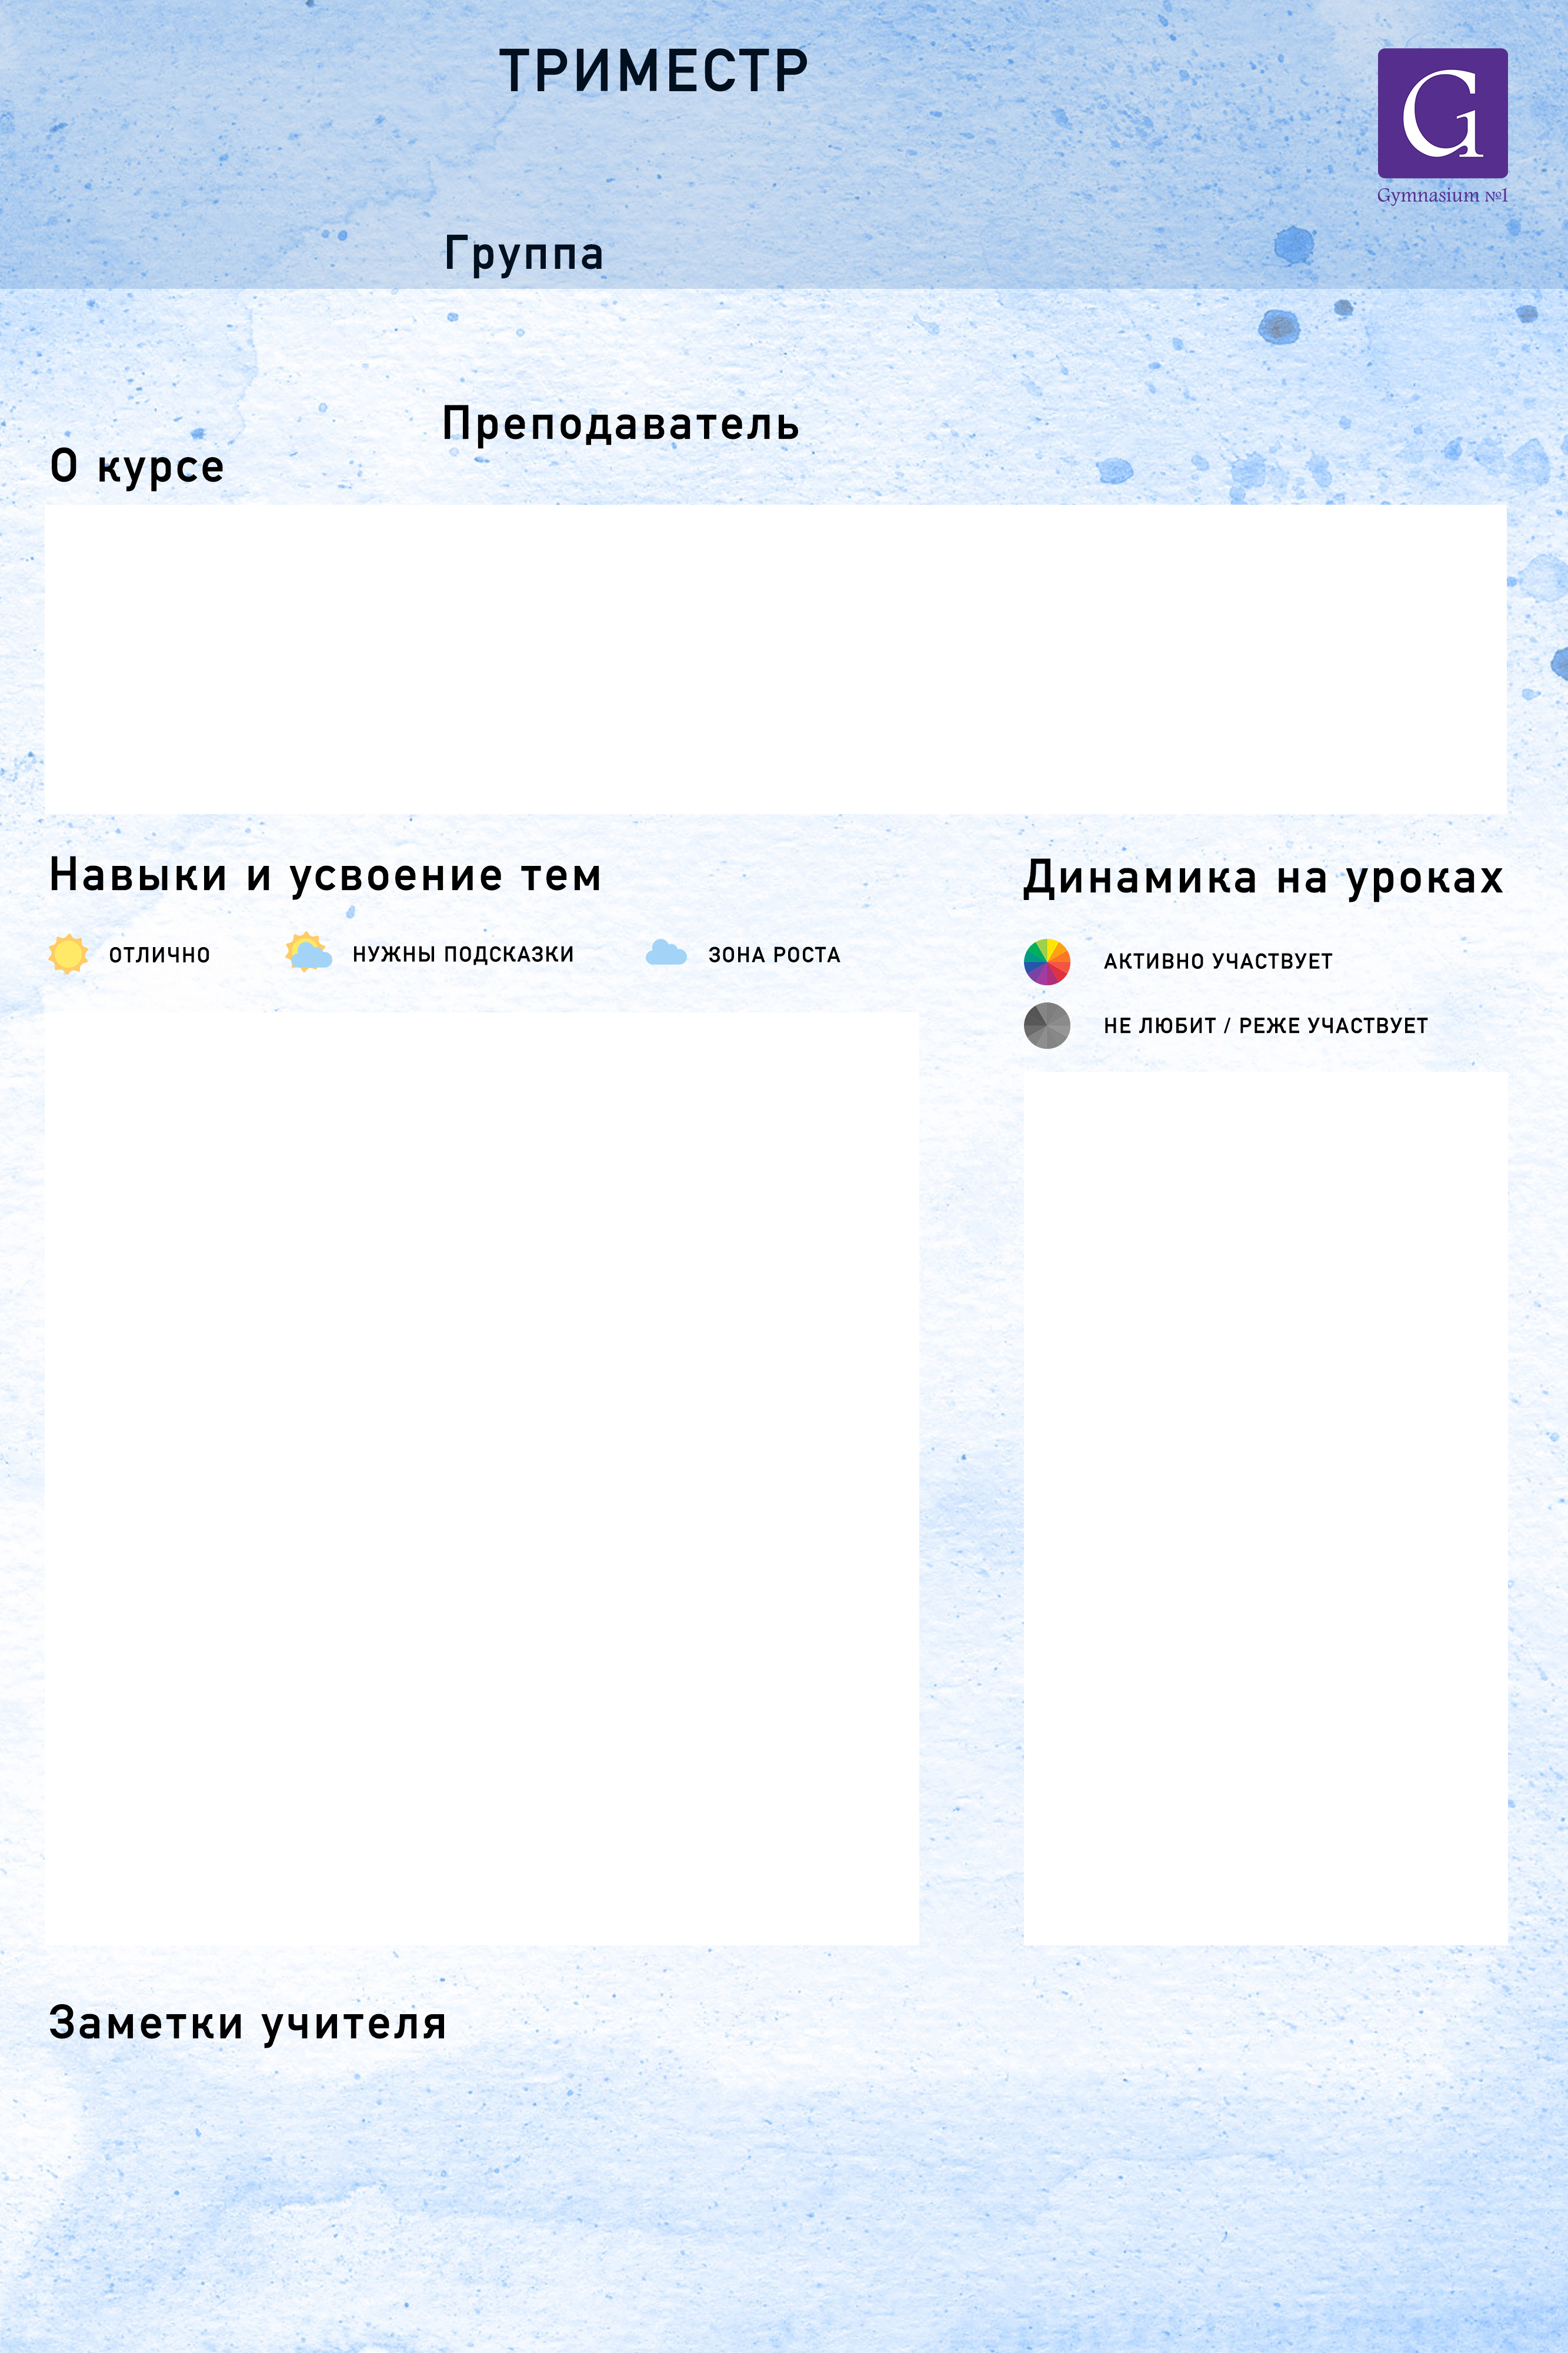 ТРИМЕСТР
G
Gymnasium №1
Группа
Преподаватель
О курсе
Навыки и усвоение тем
ОТЛИЧНО
НУЖНЫ ПОДСКАЗКИ
ЗОНА РОСТА
Динамика на уроках
АКТИВНО УЧАСТВУЕТ
НЕ ЛЮБИТ / РЕЖЕ УЧАСТВУЕТ
Заметки учителя